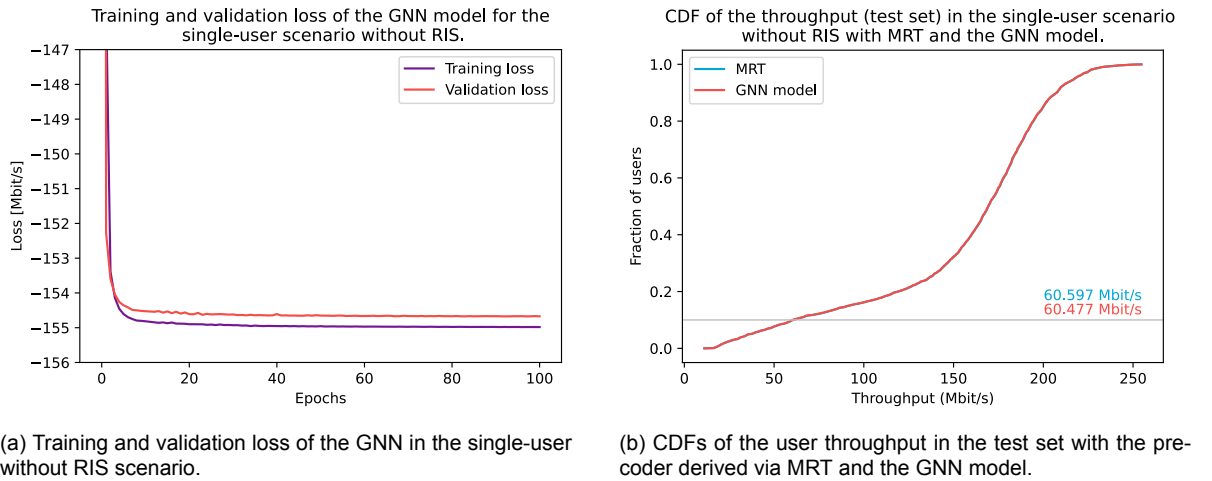 Training and validation loss of the GNN model for the
single-user scenario without RIS.
−147
−148
−149
−150
−151
−152
−153
−154
−155
−156
Loss [Mbit/s]
Training loss
Validation loss
0
20
40
60
80
100
Epochs
(a) Training and validation loss of the GNN in the single-user
without RIS scenario.
CDF of the throughput (test set) in the single-user scenario
without RIS with MRT and the GNN model.
1.0
0.8
0.6
0.4
0.2
0.0
Fraction of users
MRT
GNN model
60.597 Mbit/s
60.477 Mbit/s
0
50
100
150
200
250
Throughput (Mbit/s)
(b) CDFs of the user throughput in the test set with the pre-
coder derived via MRT and the GNN model.